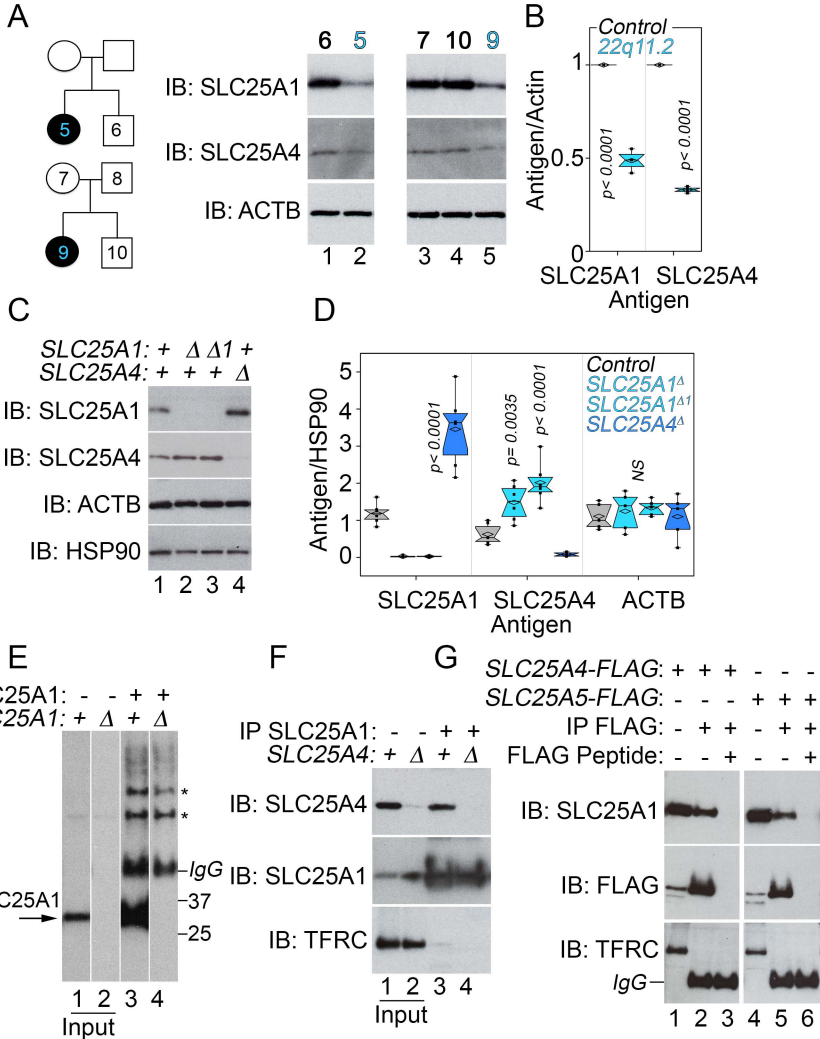 A
6 5 7 10 9
5 6
7 8
9 10
IB: SLC25A1
IB: SLC25A4
IB: ACTB
1 2 3 4 5
B
Control
22q11.2
Antigen/Actin
1
0.5
0
p< 0.0001
p< 0.0001
SLC25A1 SLC25A4
Antigen
C
SLC25A1: + Δ Δ1 +
SLC25A4: + + + Δ
IB: SLC25A1
IB: SLC25A4
IB: ACTB
IB: HSP90
1 2 3 4
D
Antigen/HSP90
5
4
3
2
1
0
p< 0.0001
p= 0.0035
p< 0.0001
NS
Control
SLC25A1Δ
SLC25A1Δ1
SLC25A4Δ
SLC25A1 SLC25A4 ACTB
Antigen
E
C25A1: - - + +
C25A1: + Δ + Δ
*
*
IgG
37
25
C25A1
1 2 3 4
Input
F
IP SLC25A1: - - + +
SLC25A4: + Δ + Δ
IB: SLC25A4
IB: SLC25A1
IB: TFRC
1 2 3 4
Input
G
SLC25A4-FLAG: + + + - - -
SLC25A5-FLAG: - - - + + +
IP FLAG: - + + - + +
FLAG Peptide: - - + - - +
IB: SLC25A1
IB: FLAG
IB: TFRC
IgG
1 2 3 4 5 6